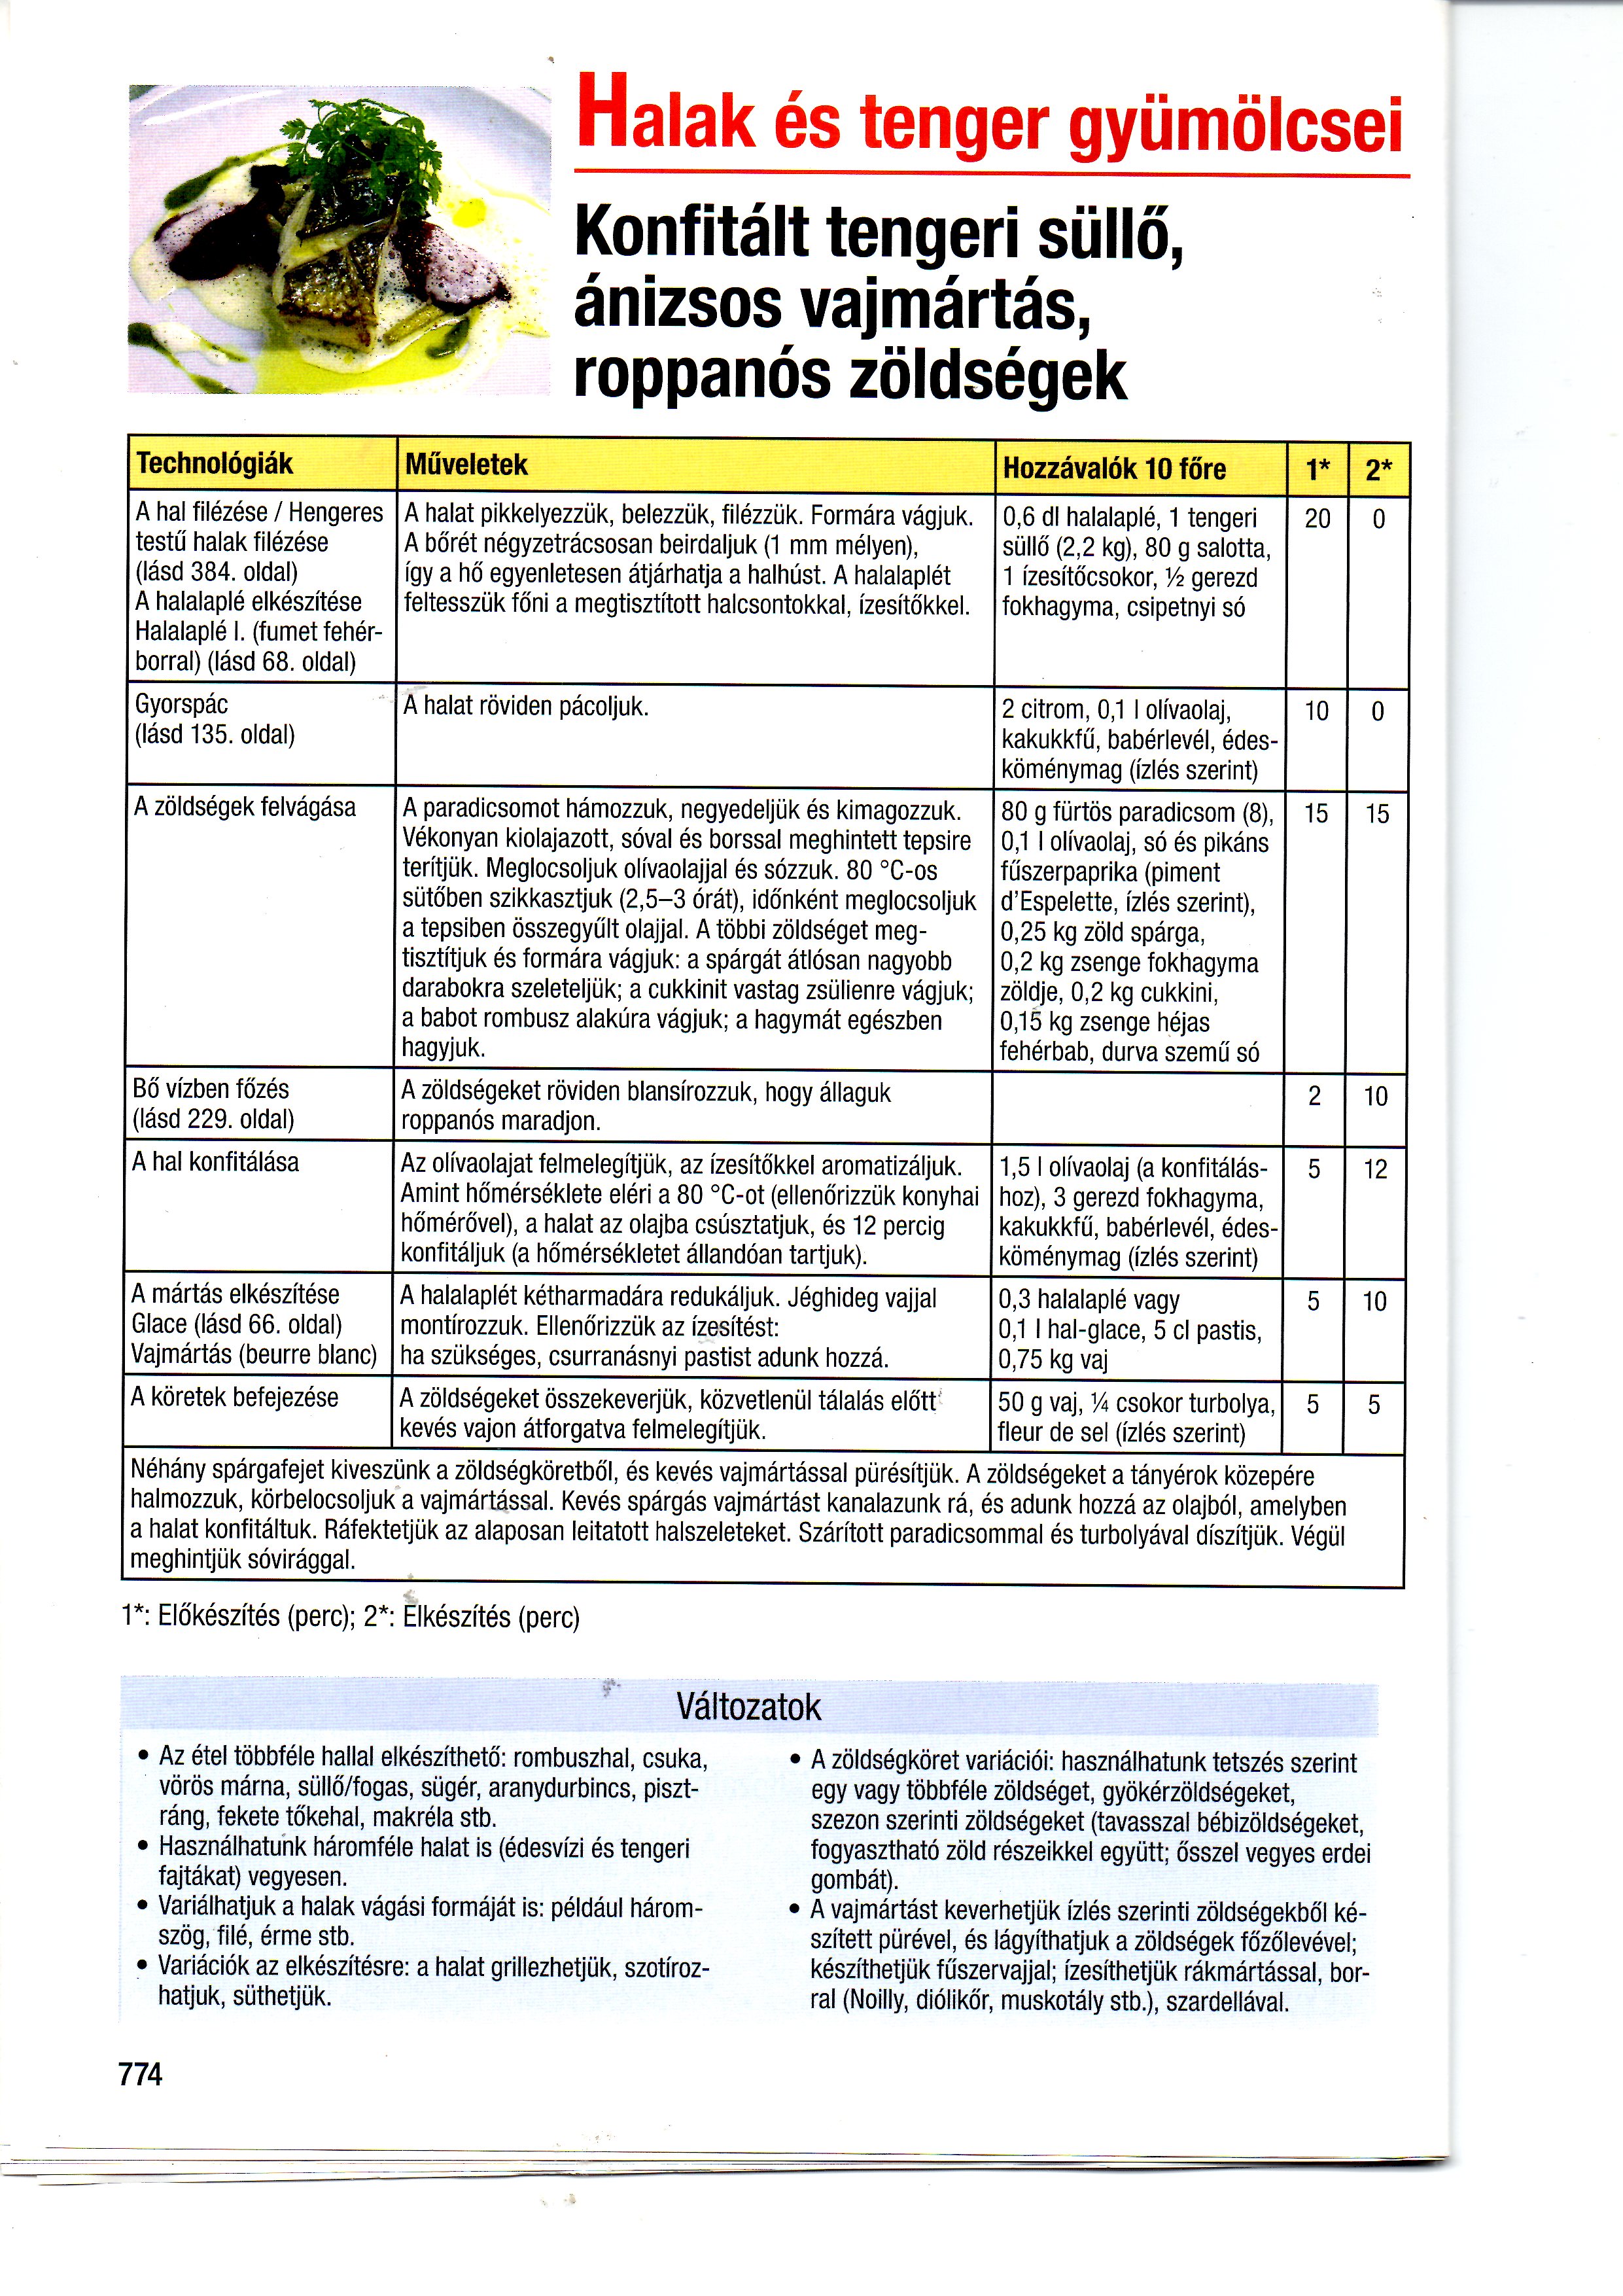 Halak és tenger gyümölcsei
Konfitált tengeri süllő,
ánizsos vajmártás,
roppanós zöldségek
Technológiák Műveletek Hozzávalók 10 főre 1* 2*
A hal filézése / Hengeres
testű halak filézése
(lásd 384. oldal)
A halalaplé elkészítése
Halalaplé I. (fumet fehér-
borral) (lásd 68. oldal)
A halat pikkelyezzük, belezzük, filézzük. Formára vágjuk.
A bőrét négyzetrácsosan beirdaljuk (1 mm mélyen),
így a hő egyenletesen átjárhatja a halhúst. A halalaplét
feltesszük főni a megtisztított halcsontokkal, ízesítőkkel.
0,6 dl halalaplé, 1 tengeri
süllő (2,2 kg), 80 g salotta,
1 ízesítőcsokor, ½ gerezd
fokhagyma, csipetnyi só
20 0
Gyorspác
(lásd 135. oldal)
A halat röviden pácoljuk.
2 citrom, 0,1 l olívaolaj,
kakukkfű, babérlevél, édes-
köménymag (ízlés szerint)
10 0
A zöldségek felvágása
A paradicsomot hámozzuk, negyedeljük és kimagozzuk.
Vékonyan kiolajazott, sóval és borssal meghintett tepsire
terítjük. Meglocsoljuk olívaolajjal és sózzuk. 80 °C-os
sütőben szikkasztjuk (2,5–3 órát), időnként meglocsoljuk
a tepsiben összegyűlt olajjal. A többi zöldséget meg-
tisztítjuk és formára vágjuk: a spárgát átlósan nagyobb
darabokra szeleteljük; a cukkinit vastag zsülienre vágjuk;
a babot rombusz alakúra vágjuk; a hagymát egészben
hagyjuk.
80 g fürtös paradicsom (8),
0,1 l olívaolaj, só és pikáns
fűszerpaprika (piment
d'Espelette, ízlés szerint),
0,25 kg zöld spárga,
0,2 kg zsenge fokhagyma
zöldje, 0,2 kg cukkini,
0,15 kg zsenge héjas
fehérbab, durva szemű só
15 15
Bő vízben főzés
(lásd 229. oldal)
A zöldségeket röviden blansírozzuk, hogy állaguk
roppanós maradjon.
2 10
A hal konfitálása
Az olívaolajat felmelegítjük, az ízesítőkkel aromatizáljuk.
Amint hőmérséklete eléri a 80 °C-ot (ellenőrizzük konyhai
hőmérővel), a halat az olajba csúsztatjuk, és 12 percig
konfitáljuk (a hőmérsékletet állandóan tartjuk).
1,5 l olívaolaj (a konfitálás-
hoz), 3 gerezd fokhagyma,
kakukkfű, babérlevél, édes-
köménymag (ízlés szerint)
5 12
A mártás elkészítése
Glace (lásd 66. oldal)
Vajmártás (beurre blanc)
A halalaplét kétharmadára redukáljuk. Jéghideg vajjal
montírozzuk. Ellenőrizzük az ízesítést:
ha szükséges, csurranásnyi pastist adunk hozzá.
0,3 halalaplé vagy
0,1 l hal-glace, 5 cl pastis,
0,75 kg vaj
5 10
A köretek befejezése
A zöldségeket összekeverjük, közvetlenül tálalás előtt
kevés vajon átforgatva felmelegítjük.
50 g vaj, ¼ csokor turbolya,
fleur de sel (ízlés szerint)
5 5
Néhány spárgafejet kiveszünk a zöldségköretből, és kevés vajmártással pürésítjük. A zöldségeket a tányérok közepére
halmozzuk, körbelocsoljuk a vajmártással. Kevés spárgás vajmártást kanalazunk rá, és adunk hozzá az olajból, amelyben
a halat konfitáltuk. Ráfektetjük az alaposan leitatott halszeleteket. Szárított paradicsommal és turbolyával díszítjük. Végül
meghintjük sóvirággal.
1*: Előkészítés (perc); 2*: Elkészítés (perc)
Változatok
• Az étel többféle hallal elkészíthető: rombuszhal, csuka,
vörös márna, süllő/fogas, sügér, aranydurbincs, piszt-
ráng, fekete tőkehal, makréla stb.
• Használhatunk háromféle halat is (édesvízi és tengeri
fajtákat) vegyesen.
• Variálhatjuk a halak vágási formáját is: például három-
szög, filé, érme stb.
• Variációk az elkészítésre: a halat grillezhetjük, szotíroz-
hatjuk, süthetjük.
• A zöldségköret variációi: használhatunk tetszés szerint
egy vagy többféle zöldséget, gyökérzöldségeket,
szezon szerinti zöldségeket (tavasszal bébizöldségeket,
fogyasztható zöld részeikkel együtt; ősszel vegyes erdei
gombát).
• A vajmártást keverhetjük ízlés szerinti zöldségekből ké-
szített pürével, és lágyíthatjuk a zöldségek főzőlevével;
készíthetjük fűszervajjal; ízesíthetjük rákmártással, bor-
ral (Noilly, diólikőr, muskotály stb.), szardellával.
774